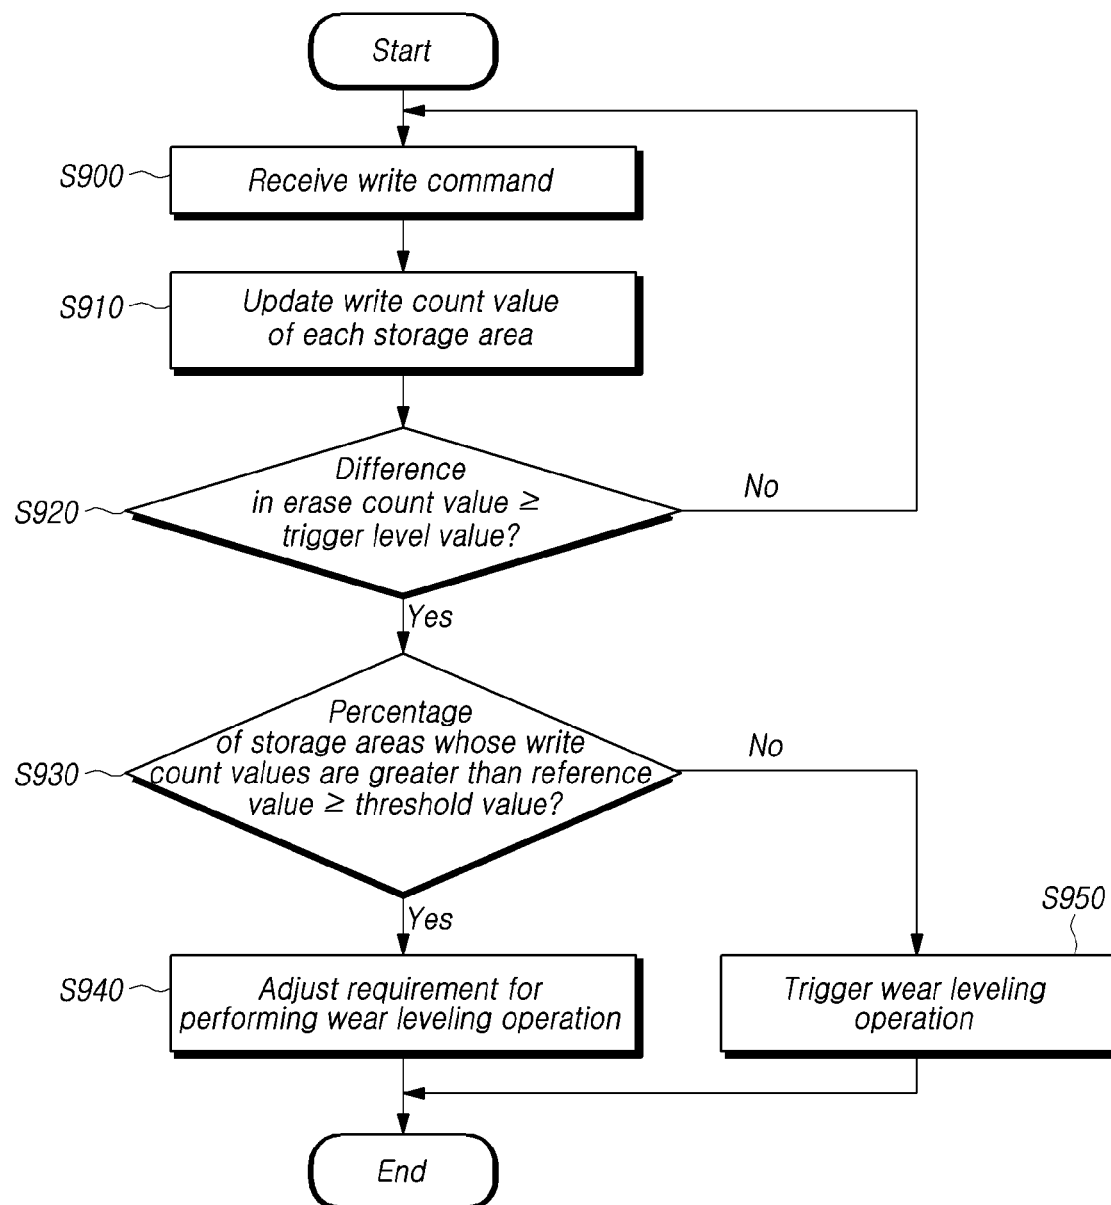 Start
S900
Receive write command
S910
Update write count value
of each storage area
S920
Difference
in erase count value ≥
trigger level value?
No
Yes
S930
Percentage
of storage areas whose write
count values are greater than reference
value ≥ threshold value?
No
Yes
S940
Adjust requirement for
performing wear leveling operation
S950
Trigger wear leveling
operation
End